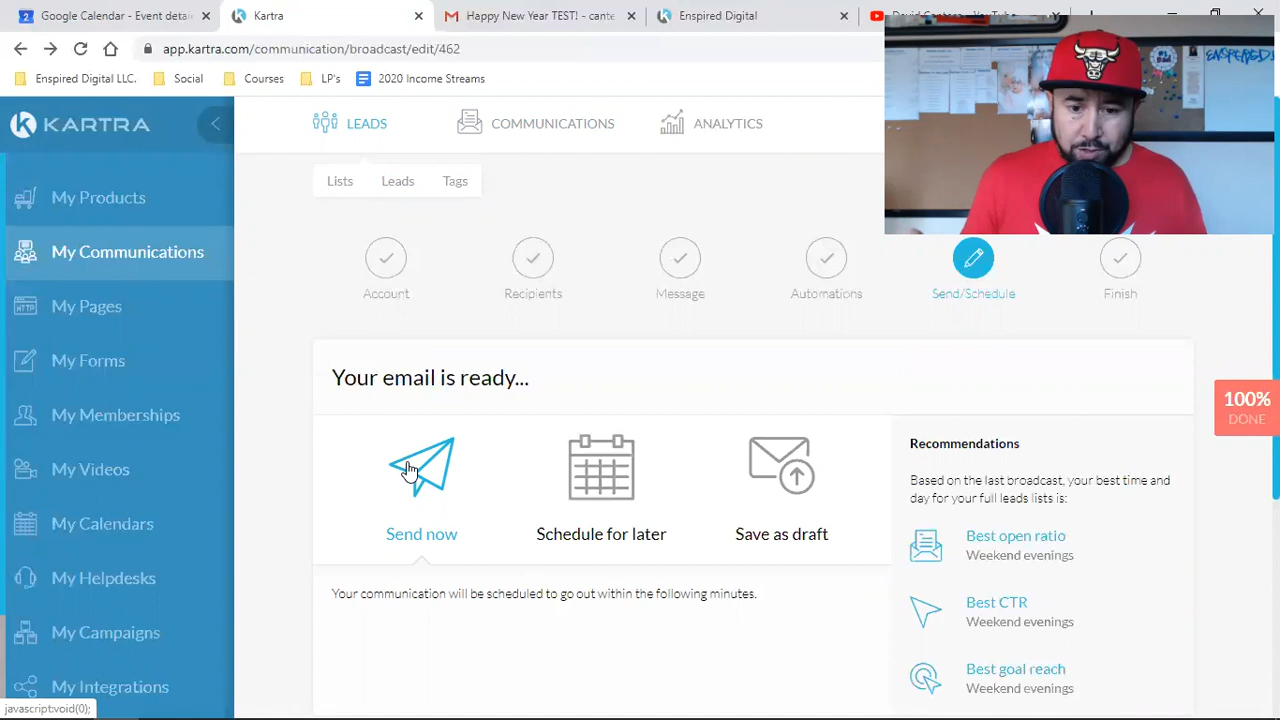 Google Calendar - Event deta
Kartra
Happy New Year TEST! - cante
Enspired Digital
David Cantero - YouTube
app.kartra.com/communication/broadcast/edit/462
Enspired Digital LLC.
Social
Courses
LP's
2020 Income Streams
KARTRA
LEADS
COMMUNICATIONS
ANALYTICS
Lists
Leads
Tags
My Products
My Communications
My Pages
My Forms
My Memberships
My Videos
My Calendars
My Helpdesks
My Campaigns
My Integrations
Account
Recipients
Message
Automations
Send/Schedule
Finish
Your email is ready...
100%
DONE
Send now
Schedule for later
Save as draft
Your communication will be scheduled to go out within the following minutes.
Recommendations
Based on the last broadcast, your best time and
day for your full leads lists is:
Best open ratio
Weekend evenings
Best CTR
Weekend evenings
Best goal reach
Weekend evenings
javascript:void(0);